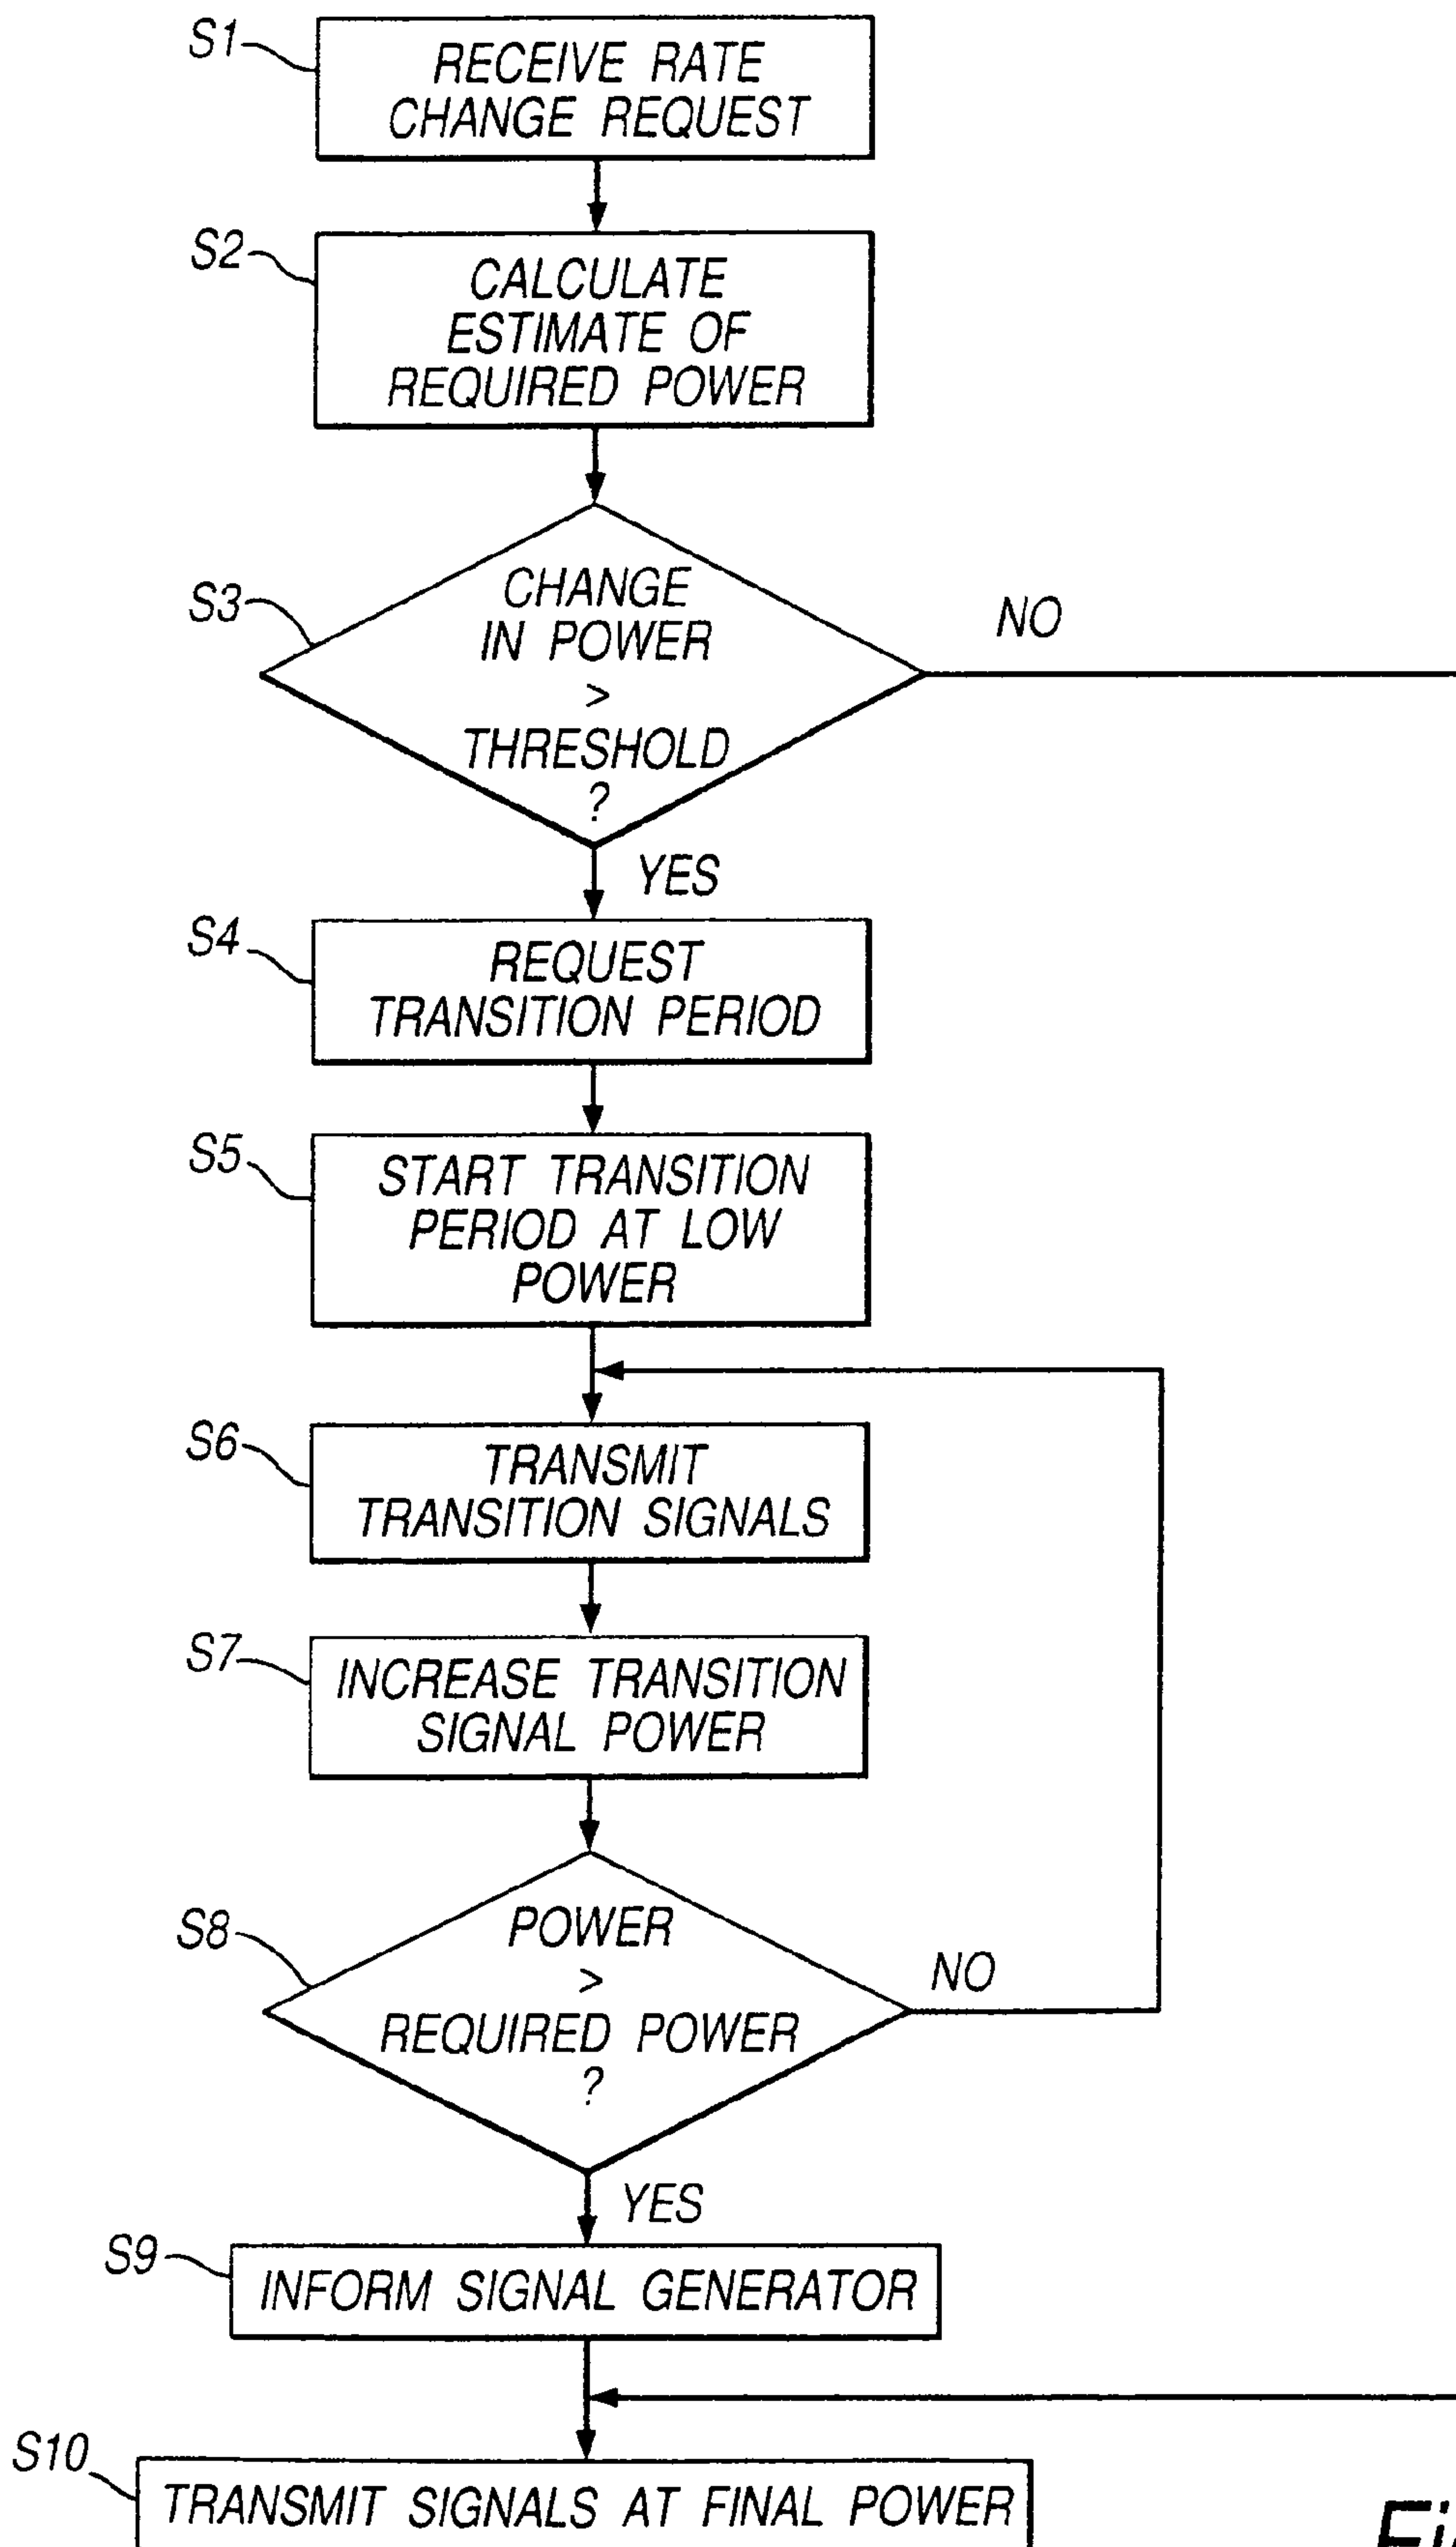 S1
RECEIVE RATE
CHANGE REQUEST
S2
CALCULATE
ESTIMATE OF
REQUIRED POWER
S3
CHANGE
IN POWER
>
THRESHOLD
?
NO
YES
S4
REQUEST
TRANSITION PERIOD
S5
START TRANSITION
PERIOD AT LOW
POWER
S6
TRANSMIT
TRANSITION SIGNALS
S7
INCREASE TRANSITION
SIGNAL POWER
S8
POWER
>
REQUIRED POWER
?
NO
YES
S9
INFORM SIGNAL GENERATOR
S10
TRANSMIT SIGNALS AT FINAL POWER